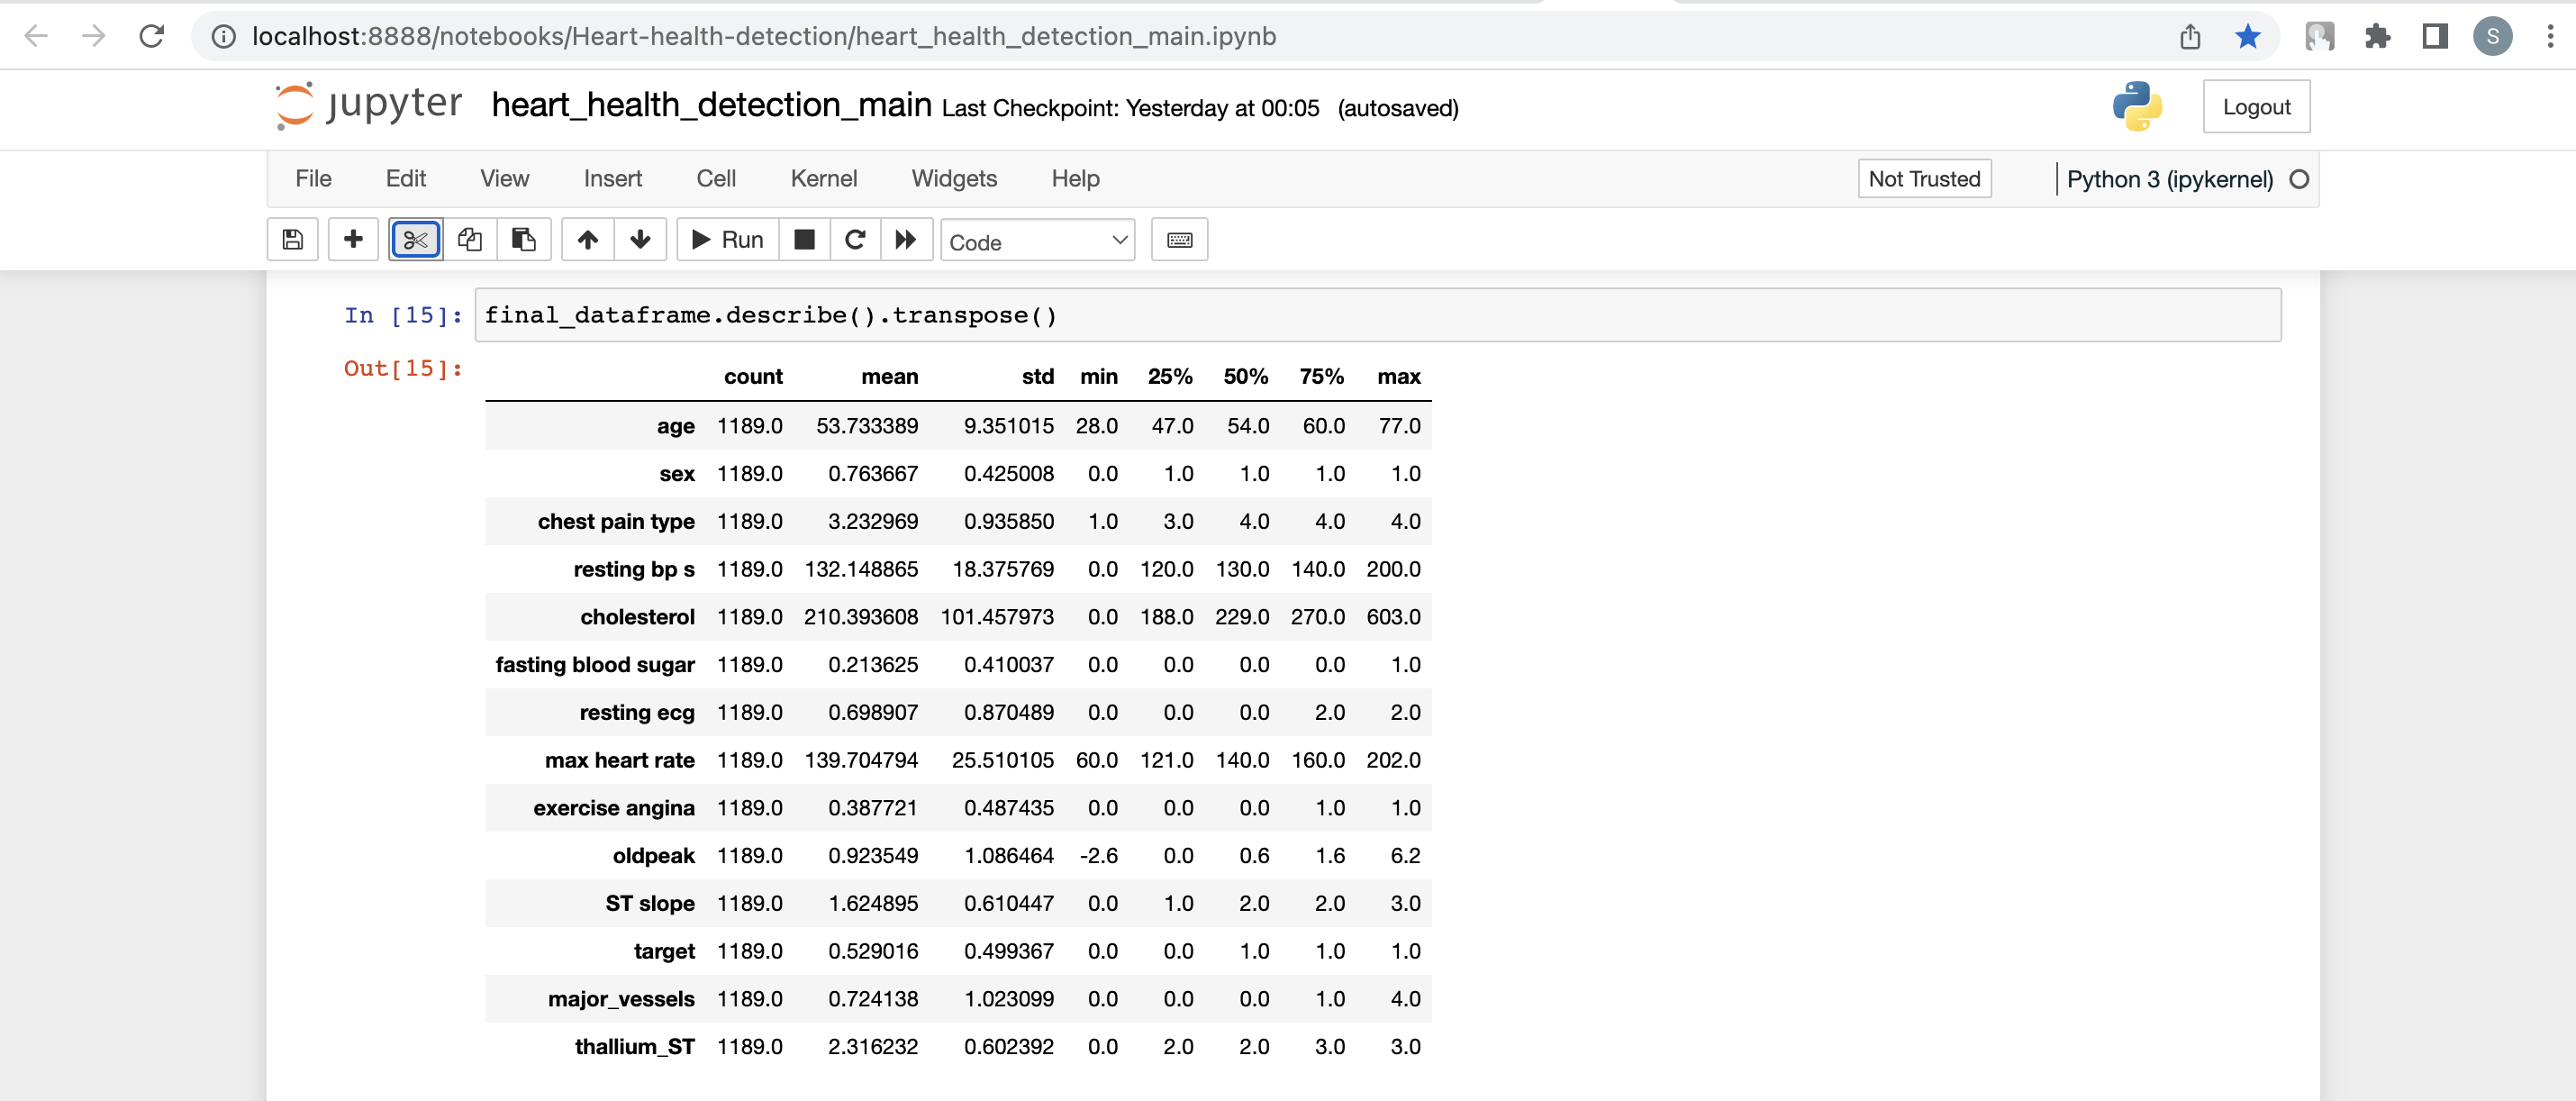 localhost:8888/notebooks/Heart-health-detection/heart_health_detection_main.ipynb
S
jupyter heart_health_detection_main Last Checkpoint: Yesterday at 00:05 (autosaved)
Logout
File Edit View Insert Cell Kernel Widgets Help
Not Trusted
Python 3 (ipykernel)
Run
Code
In [15]: final_dataframe.describe().transpose()
Out[15]:
count mean std min 25% 50% 75% max
age 1189.0 53.733389 9.351015 28.0 47.0 54.0 60.0 77.0
sex 1189.0 0.763667 0.425008 0.0 1.0 1.0 1.0 1.0
chest pain type 1189.0 3.232969 0.935850 1.0 3.0 4.0 4.0 4.0
resting bp s 1189.0 132.148865 18.375769 0.0 120.0 130.0 140.0 200.0
cholesterol 1189.0 210.393608 101.457973 0.0 188.0 229.0 270.0 603.0
fasting blood sugar 1189.0 0.213625 0.410037 0.0 0.0 0.0 0.0 1.0
resting ecg 1189.0 0.698907 0.870489 0.0 0.0 0.0 2.0 2.0
max heart rate 1189.0 139.704794 25.510105 60.0 121.0 140.0 160.0 202.0
exercise angina 1189.0 0.387721 0.487435 0.0 0.0 0.0 1.0 1.0
oldpeak 1189.0 0.923549 1.086464 -2.6 0.0 0.6 1.6 6.2
ST slope 1189.0 1.624895 0.610447 0.0 1.0 2.0 2.0 3.0
target 1189.0 0.529016 0.499367 0.0 0.0 1.0 1.0 1.0
major_vessels 1189.0 0.724138 1.023099 0.0 0.0 0.0 1.0 4.0
thallium_ST 1189.0 2.316232 0.602392 0.0 2.0 2.0 3.0 3.0